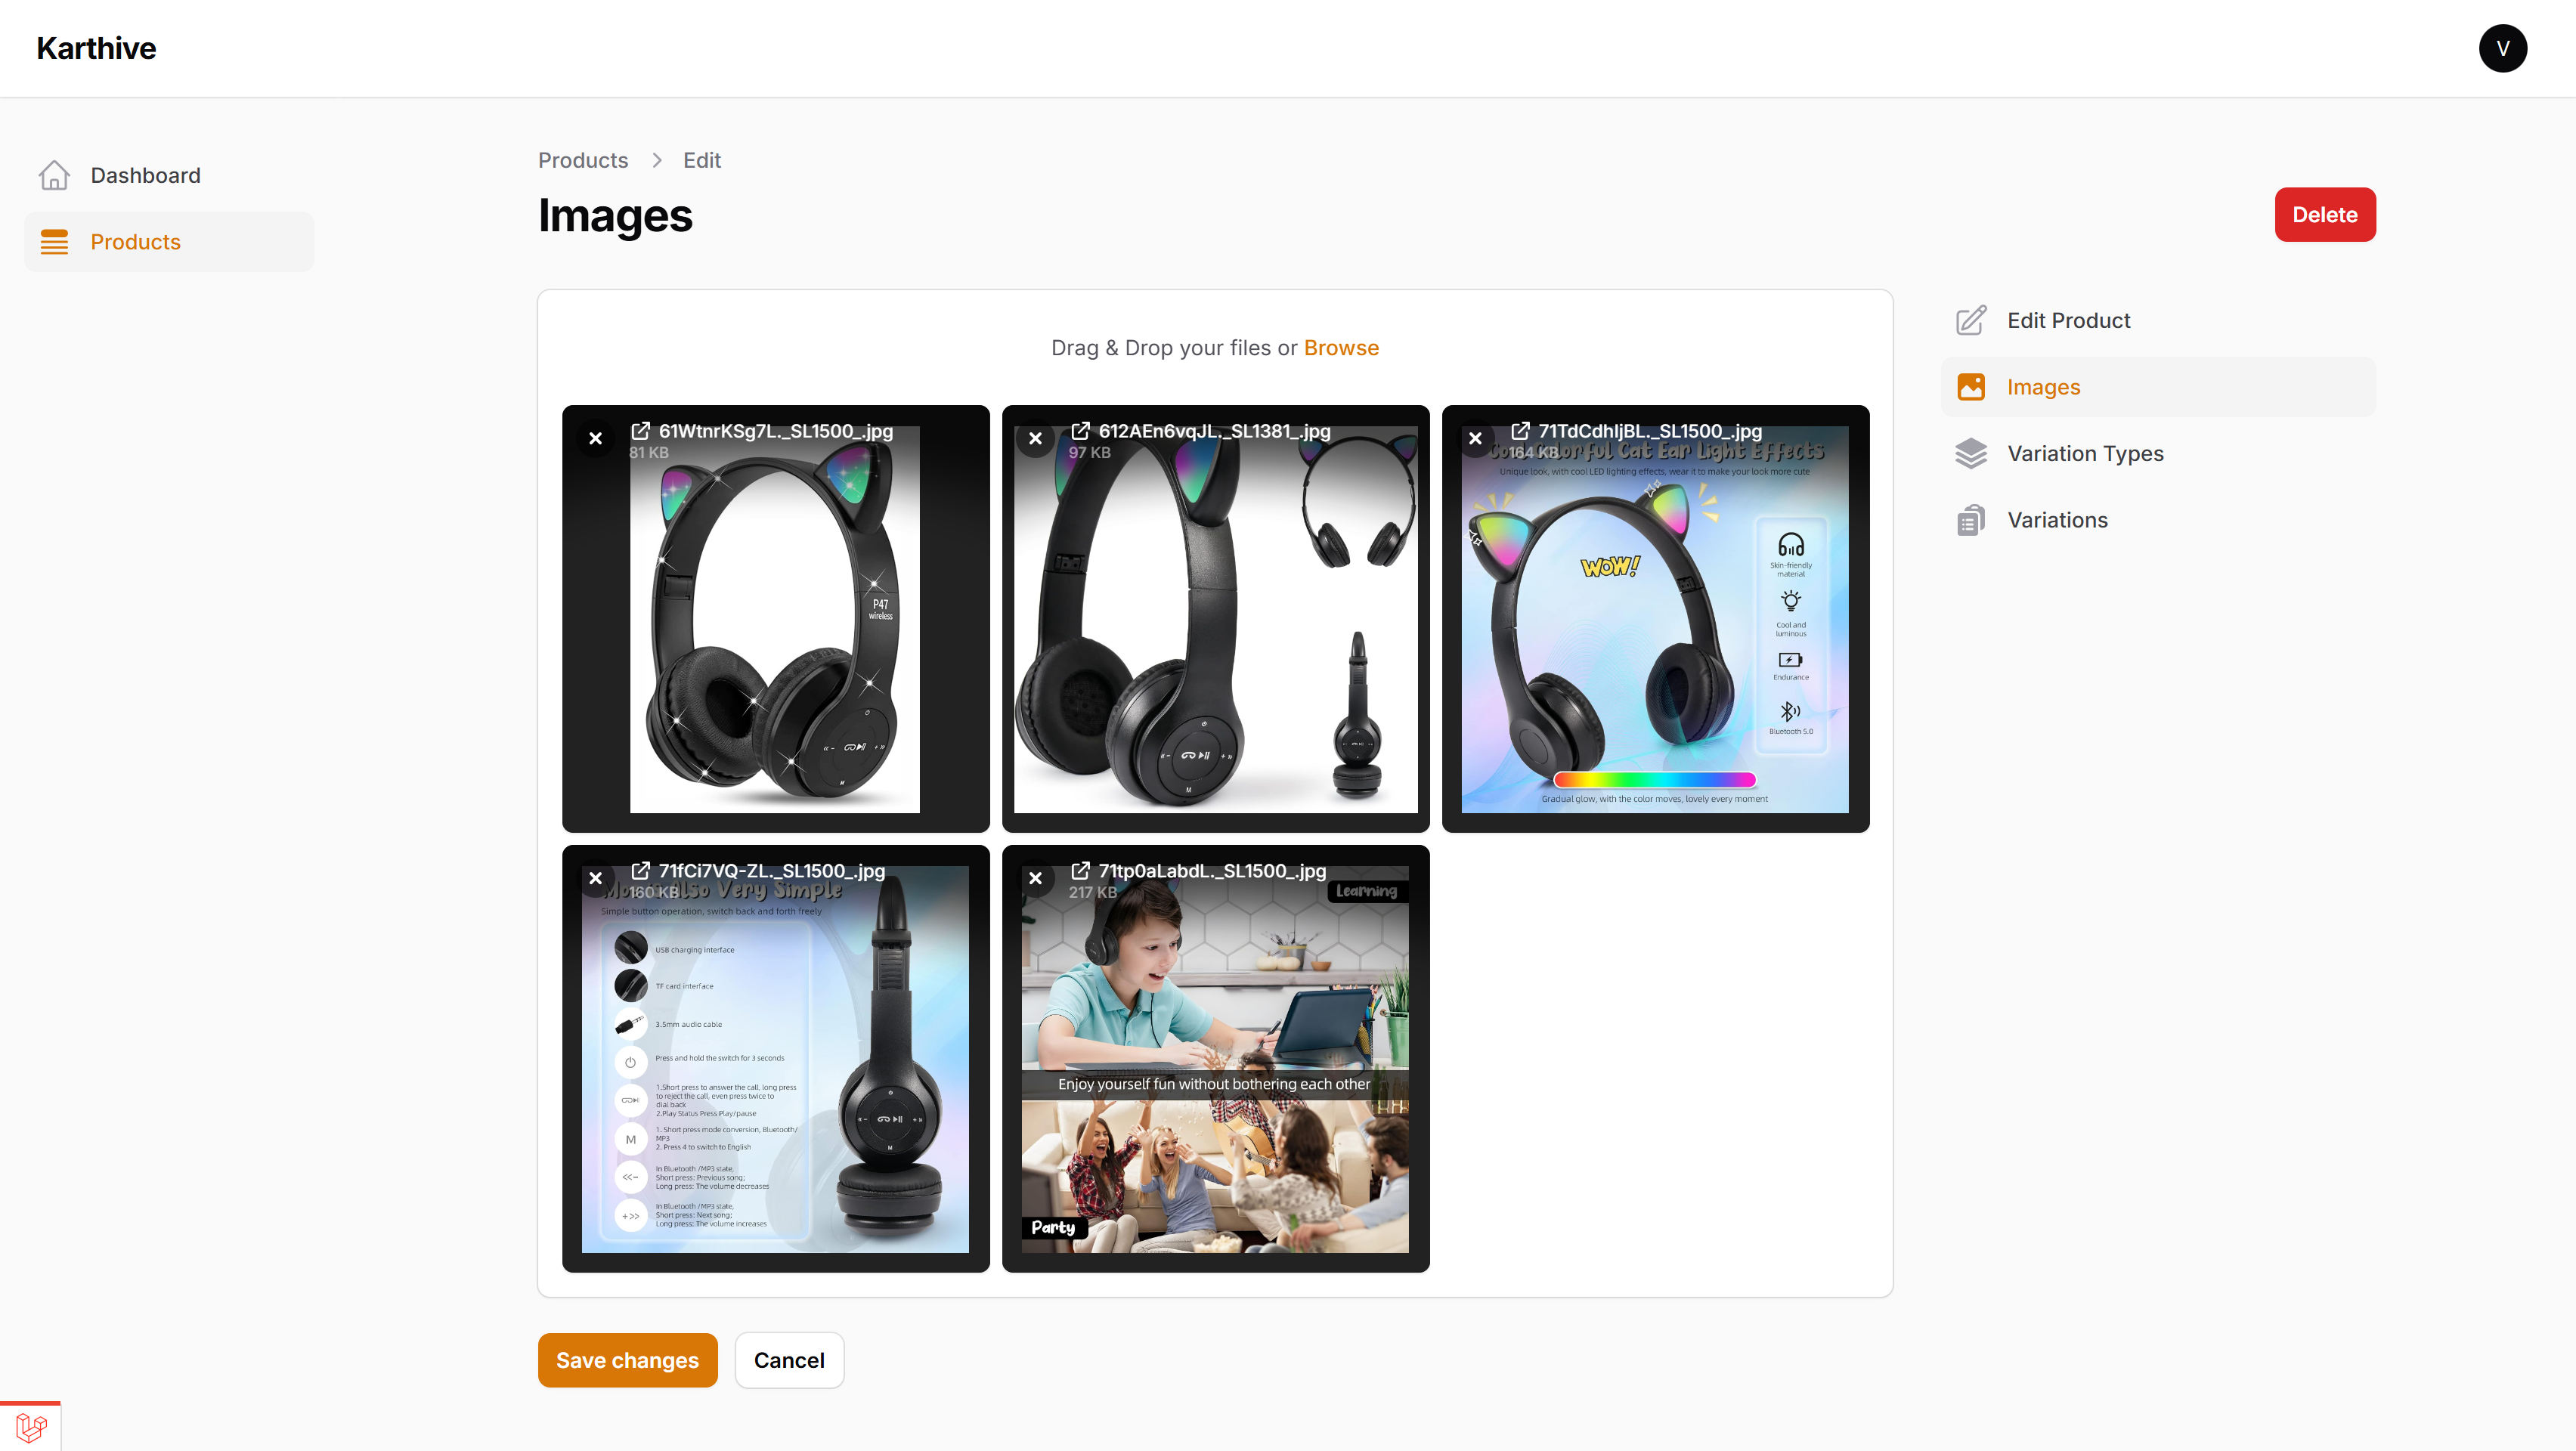 Karthive
V
Dashboard
Products
Products > Edit
Images
Delete
Drag & Drop your files or Browse
61WtnrKSg7L._SL1500_.jpg
81 KB
P47
wireless
M
612AEn6vqJL._SL1381_.jpg
97 KB
M
71TdCdhIjBL._SL1500_.jpg
164 KB
Colorful Cat Ear Light Effects
Unique look, with cool LED lighting effects, wear it to make your look more cute
WOW!
Skin-friendly
material
Cool and
luminous
Endurance
Bluetooth 5.0
Gradual glow, with the color moves, lovely every moment
71fCi7VQ-ZL._SL1500_.jpg
160 KB
Also Very Simple
Simple button operation, switch back and forth freely
USB charging interface
TF card interface
3.5mm audio cable
Press and hold the switch for 3 seconds
1.Short press to answer the call, long press
to reject the call, even press twice to
dial back
2.Play Status Press Play/pause
M
1. Short press mode conversion, Bluetooth/
MP3
2. Press 4 to switch to English
In Bluetooth /MP3 state,
Short press: Previous song;
Long press: The volume decreases
In Bluetooth /MP3 state,
Short press: Next song;
Long press: The volume increases
M
71tp0aLabdL._SL1500_.jpg
217 KB
Learning
Enjoy yourself fun without bothering each other
Party
Edit Product
Images
Variation Types
Variations
Save changes
Cancel